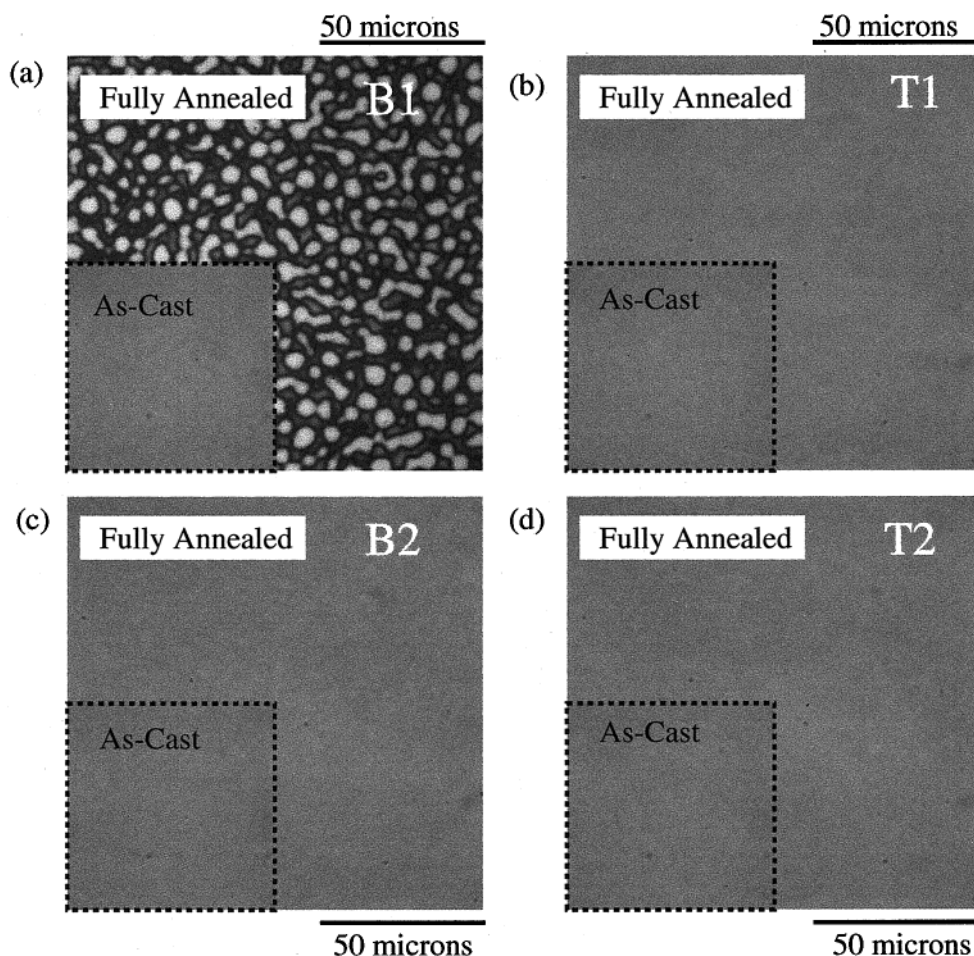 50 microns
50 microns
(a)
Fully Annealed
B1
(b)
Fully Annealed
T1
As-Cast
As-Cast
(c)
Fully Annealed
B2
(d)
Fully Annealed
T2
As-Cast
As-Cast
50 microns
50 microns